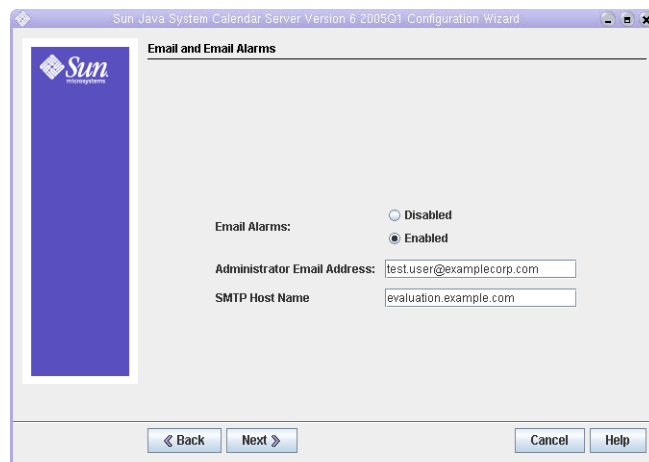 Sun Java System Calendar Server Version 6 2005Q1 Configuration Wizard
Sun
microsystems
Email and Email Alarms
Email Alarms:
Disabled
Enabled
Administrator Email Address: test.user@examplecorp.com
SMTP Host Name evaluation.example.com
Back Next Cancel Help